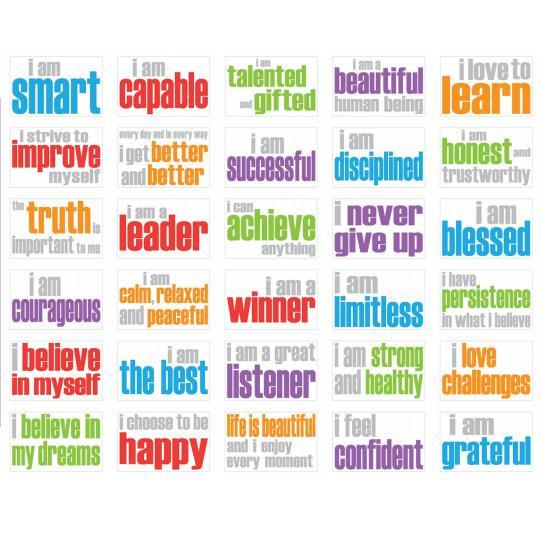 i am
smart
i am
capable
i am
talented
and gifted
i am a
beautiful
human being
i love to
learn
i strive to
improve
myself
every day and in every way
i get better
and better
i am
successful
i am
disciplined
i am
honest and
trustworthy
the
truth is
important to me
i am a
leader
i can
achieve
anything
i never
give up
i am
blessed
i am
courageous
i am
calm, relaxed
and peaceful
i am a
winner
i am
limitless
i have
persistence
in what i believe
i believe
in myself
i am
the best
i am a great
listener
i am strong
and healthy
i love
challenges
i believe in
my dreams
i choose to be
happy
life is beautiful
and i enjoy
every moment
i feel
confident
i am
grateful